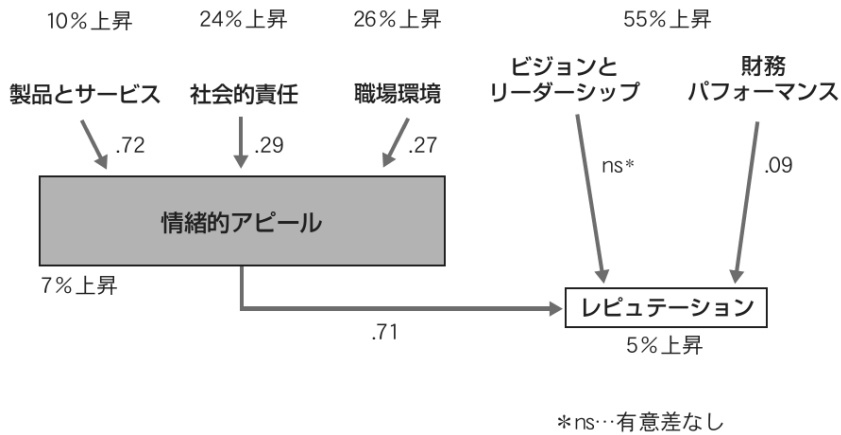 10％上昇
24％上昇
26％上昇
55％上昇
製品とサービス
社会的責任
職場環境
ビジョンと
リーダーシップ
財務
パフォーマンス
.72
.29
.27
ns*
.09
情緒的アピール
7％上昇
レピュテーション
.71
5％上昇
＊ns…有意差なし